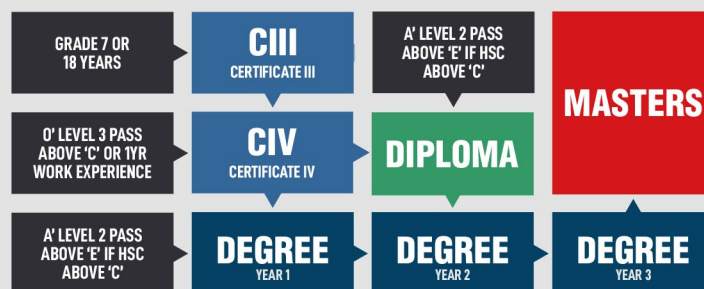 GRADE 7 OR
18 YEARS
CIII
CERTIFICATE III
A' LEVEL 2 PASS
ABOVE 'E' IF HSC
ABOVE 'C'
MASTERS
O' LEVEL 3 PASS
ABOVE 'C' OR 1YR
WORK EXPERIENCE
CIV
CERTIFICATE IV
DIPLOMA
A' LEVEL 2 PASS
ABOVE 'E' IF HSC
ABOVE 'C'
DEGREE
YEAR 1
DEGREE
YEAR 2
DEGREE
YEAR 3